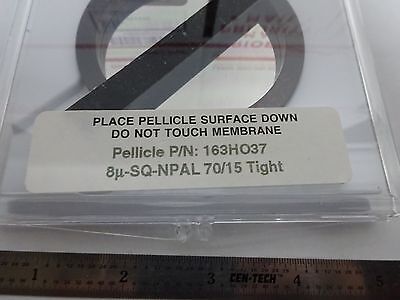 PLACE PELLICLE SURFACE DOWN
DO NOT TOUCH MEMBRANE
Pellicle P/N: 163HO37
8µ-SQ-NPAL 70/15 Tight
1 2 3 CEN-TECH 4 5